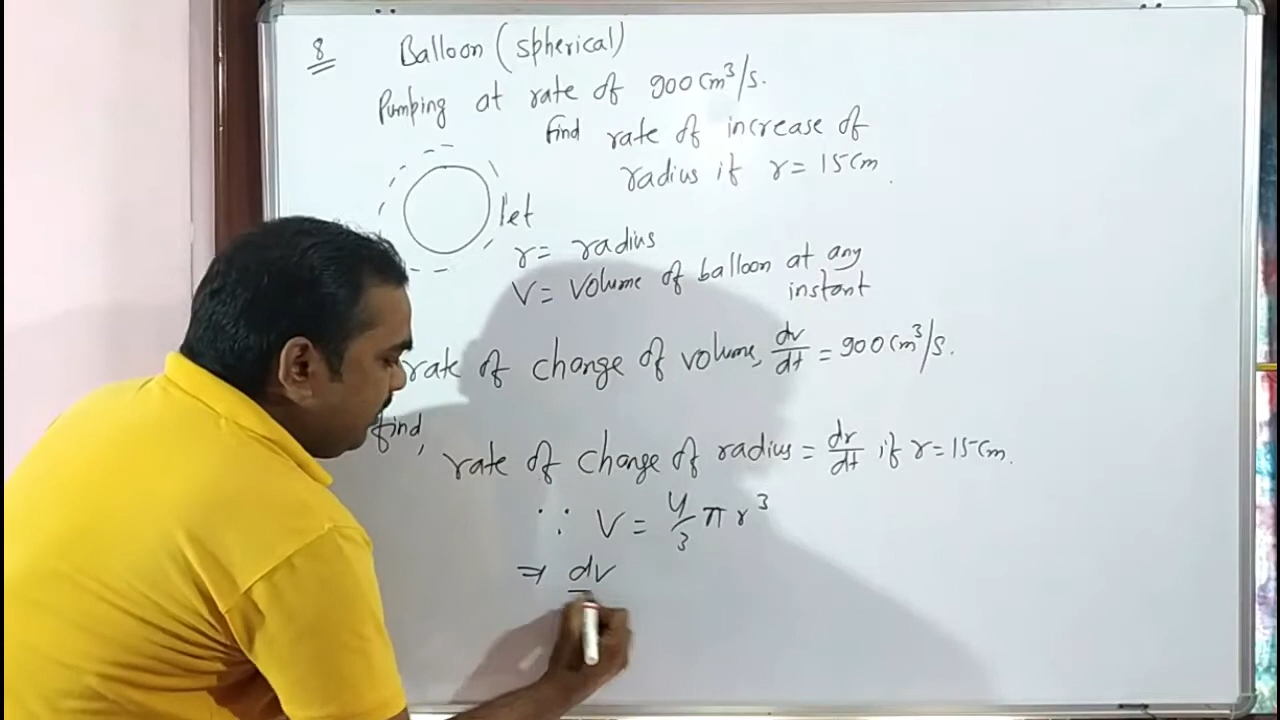 8 Balloon (spherical)
Pumping at rate of 900 cm³/s.
find rate of increase of
radius if r = 15 cm.
let
r = radius
V = Volume of balloon at any
instant
rate of change of volume, dv/dt = 900 cm³/s.
find,
rate of change of radius = dr/dt if r = 15 cm.
∵ V = 4/3 π r³
⇒ dv